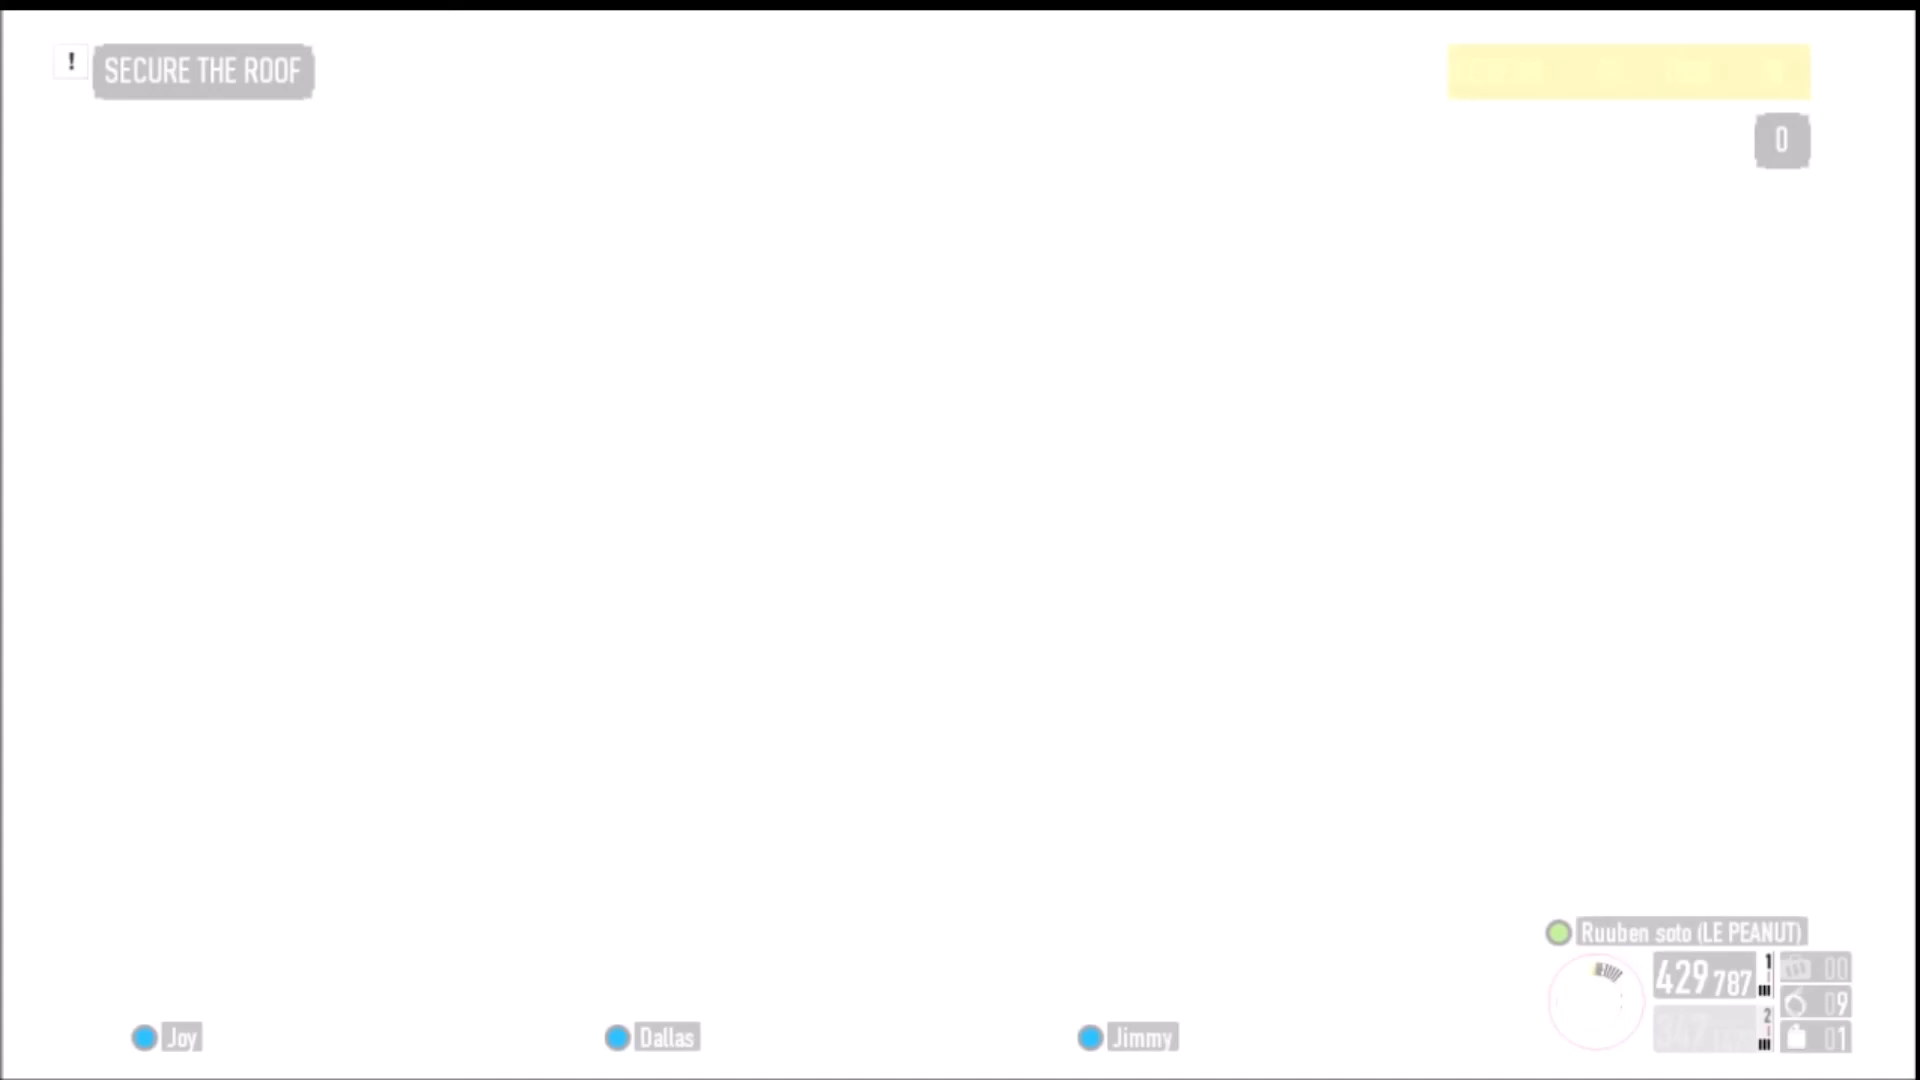 !
SECURE THE ROOF
0
Ruuben soto (LE PEANUT)
429 787 1
00
09
2
01
Joy
Dallas
Jimmy